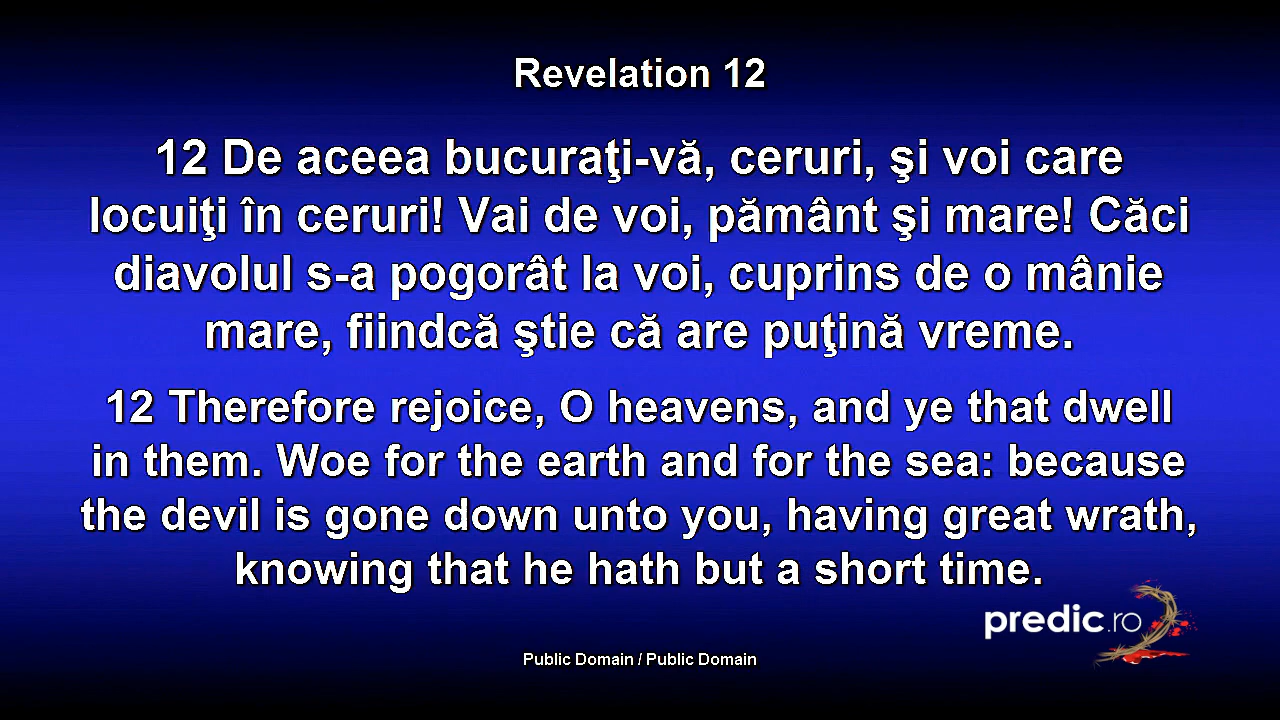 Revelation 12
12 De aceea bucuraţi-vă, ceruri, şi voi care
locuiţi în ceruri! Vai de voi, pământ şi mare! Căci
diavolul s-a pogorât la voi, cuprins de o mânie
mare, fiindcă ştie că are puţină vreme.
12 Therefore rejoice, O heavens, and ye that dwell
in them. Woe for the earth and for the sea: because
the devil is gone down unto you, having great wrath,
knowing that he hath but a short time.
predic.ro
Public Domain / Public Domain